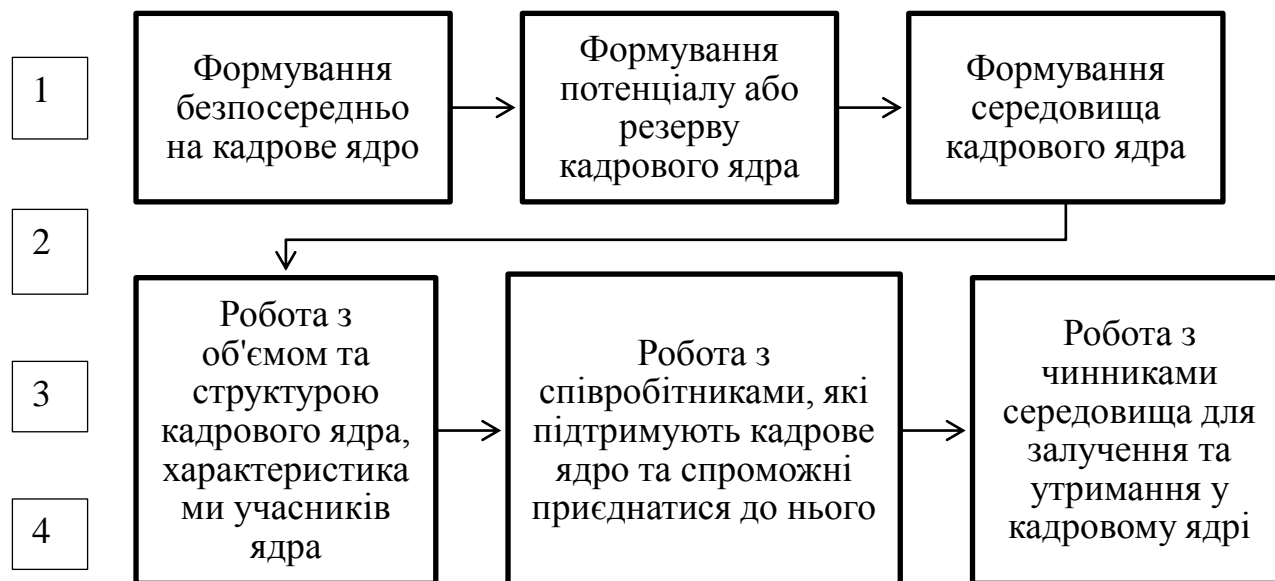 1
Формування
безпосередньо
на кадрове ядро
Формування
потенціалу або
резерву
кадрового ядра
Формування
середовища
кадрового ядра
2
3
4
Робота з
об'ємом та
структурою
кадрового ядра,
характеристика
ми учасників
ядра
Робота з
співробітниками, які
підтримують кадрове
ядро та спроможні
приєднатися до нього
Робота з
чинниками
середовища для
залучення та
утримання у
кадровому ядрі